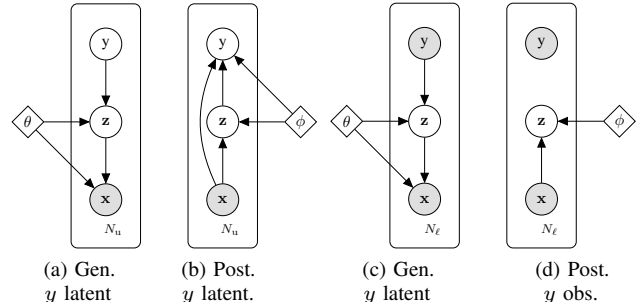 y
y
y
y
θ
z
z
ϕ
θ
z
z
ϕ
x
x
x
x
N_u
N_u
N_ℓ
N_ℓ
(a) Gen.
y latent
(b) Post.
y latent.
(c) Gen.
y latent
(d) Post.
y obs.